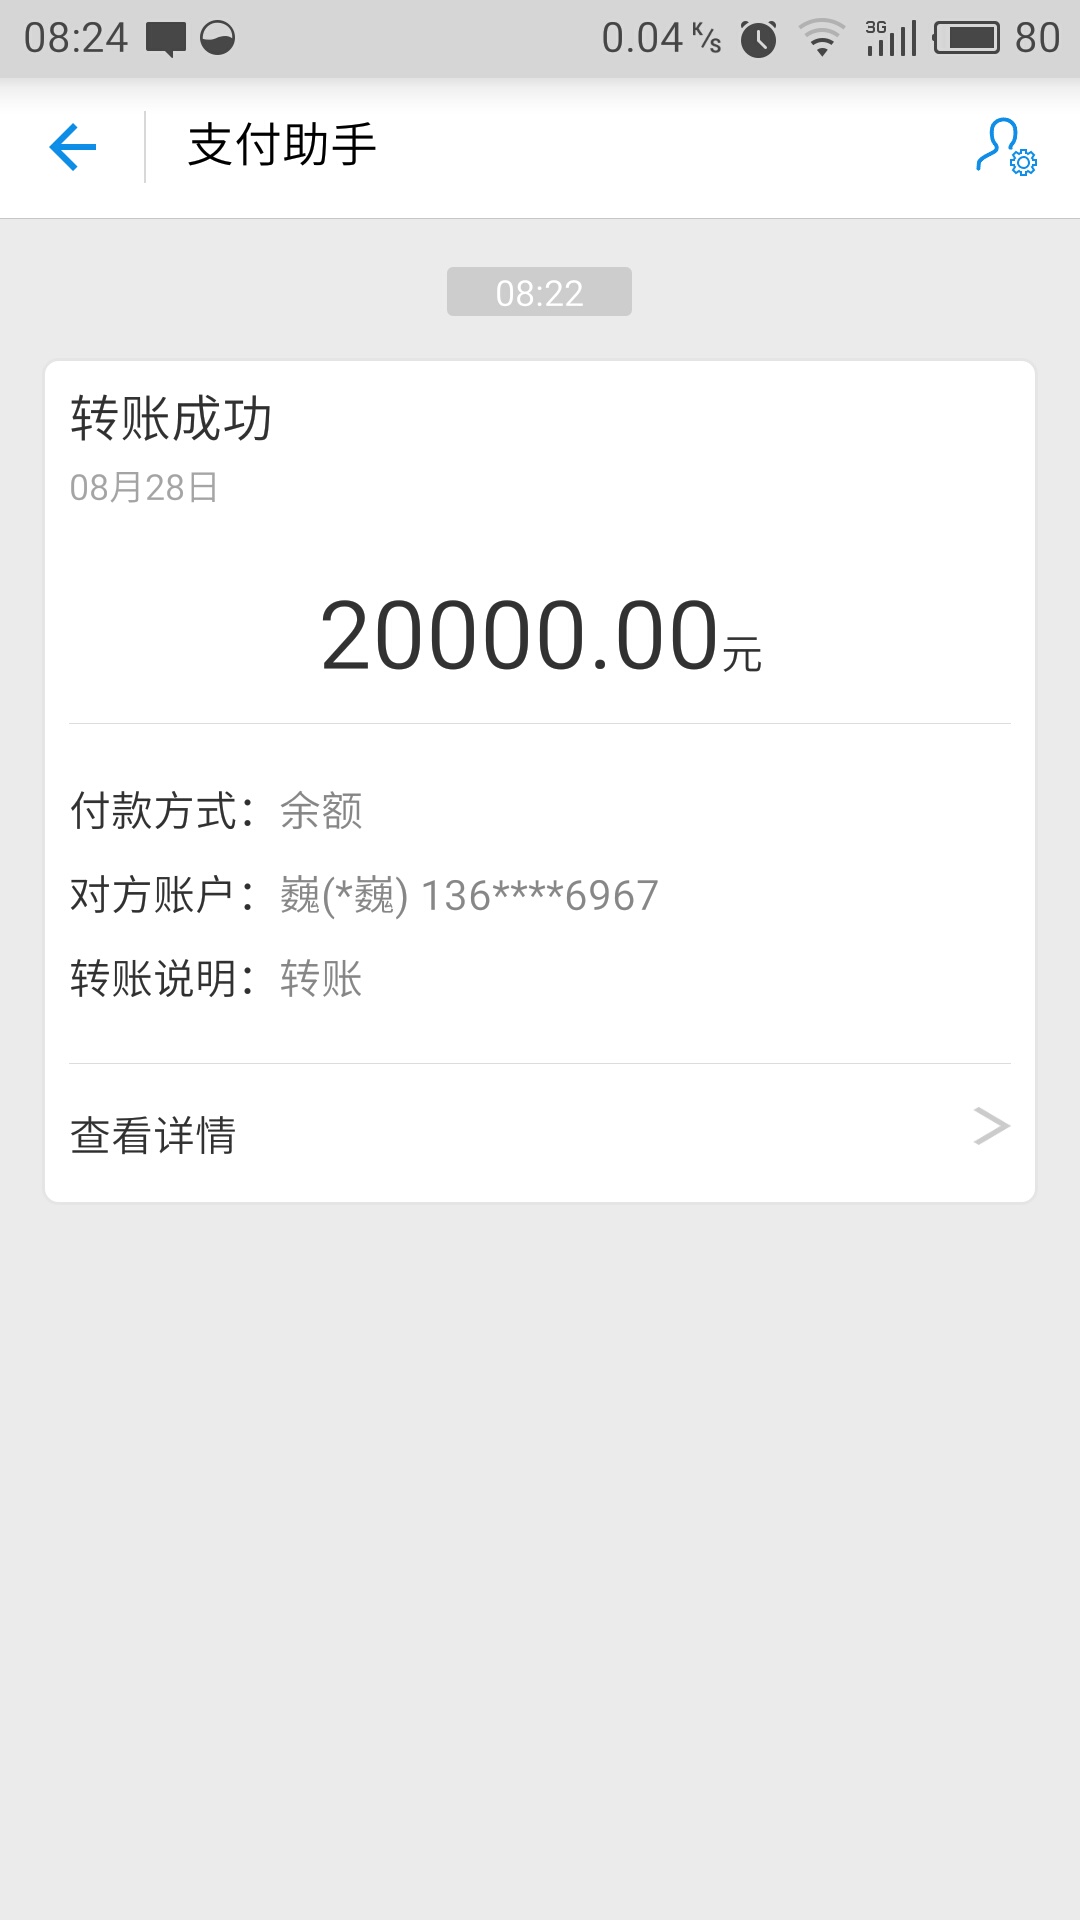 08:24 0.04 K/s 3G 80
支付助手
08:22
转账成功
08月28日
20000.00元
付款方式：余额
对方账户：巍(*巍) 136****6967
转账说明：转账
查看详情